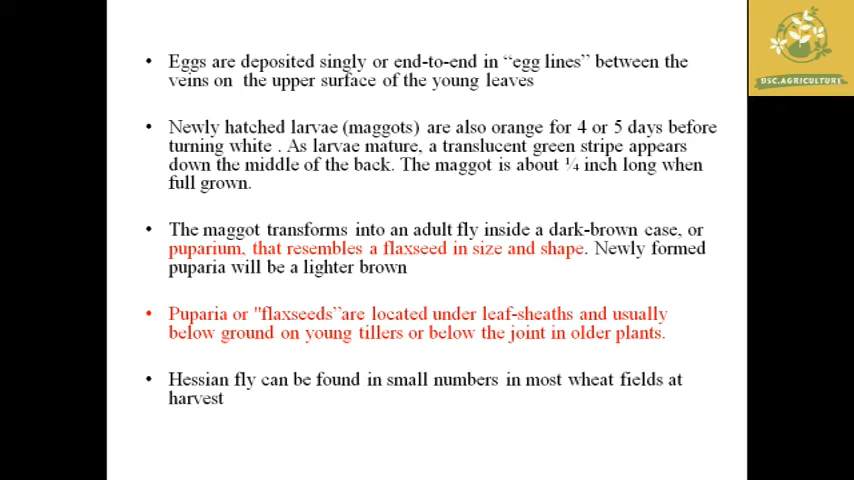 • Eggs are deposited singly or end-to-end in “egg lines” between the
veins on the upper surface of the young leaves
• Newly hatched larvae (maggots) are also orange for 4 or 5 days before
turning white . As larvae mature, a translucent green stripe appears
down the middle of the back. The maggot is about ¼ inch long when
full grown.
• The maggot transforms into an adult fly inside a dark-brown case, or
puparium, that resembles a flaxseed in size and shape. Newly formed
puparia will be a lighter brown
• Puparia or "flaxseeds”are located under leaf-sheaths and usually
below ground on young tillers or below the joint in older plants.
• Hessian fly can be found in small numbers in most wheat fields at
harvest
DSC.AGRICULTURE